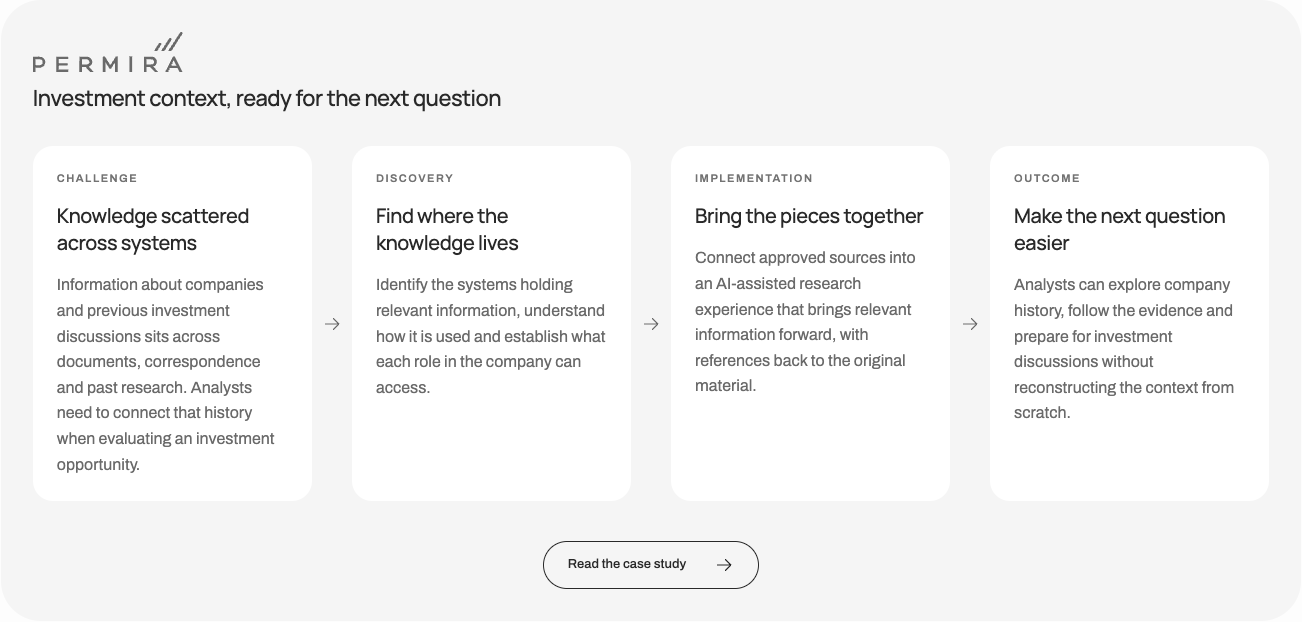 PERMIRA
Investment context, ready for the next question
CHALLENGE
Knowledge scattered
across systems
Information about companies
and previous investment
discussions sits across
documents, correspondence
and past research. Analysts
need to connect that history
when evaluating an investment
opportunity.
DISCOVERY
Find where the
knowledge lives
Identify the systems holding
relevant information, understand
how it is used and establish what
each role in the company can
access.
IMPLEMENTATION
Bring the pieces together
Connect approved sources into
an AI-assisted research
experience that brings relevant
information forward, with
references back to the original
material.
OUTCOME
Make the next question
easier
Analysts can explore company
history, follow the evidence and
prepare for investment
discussions without
reconstructing the context from
scratch.
Read the case study